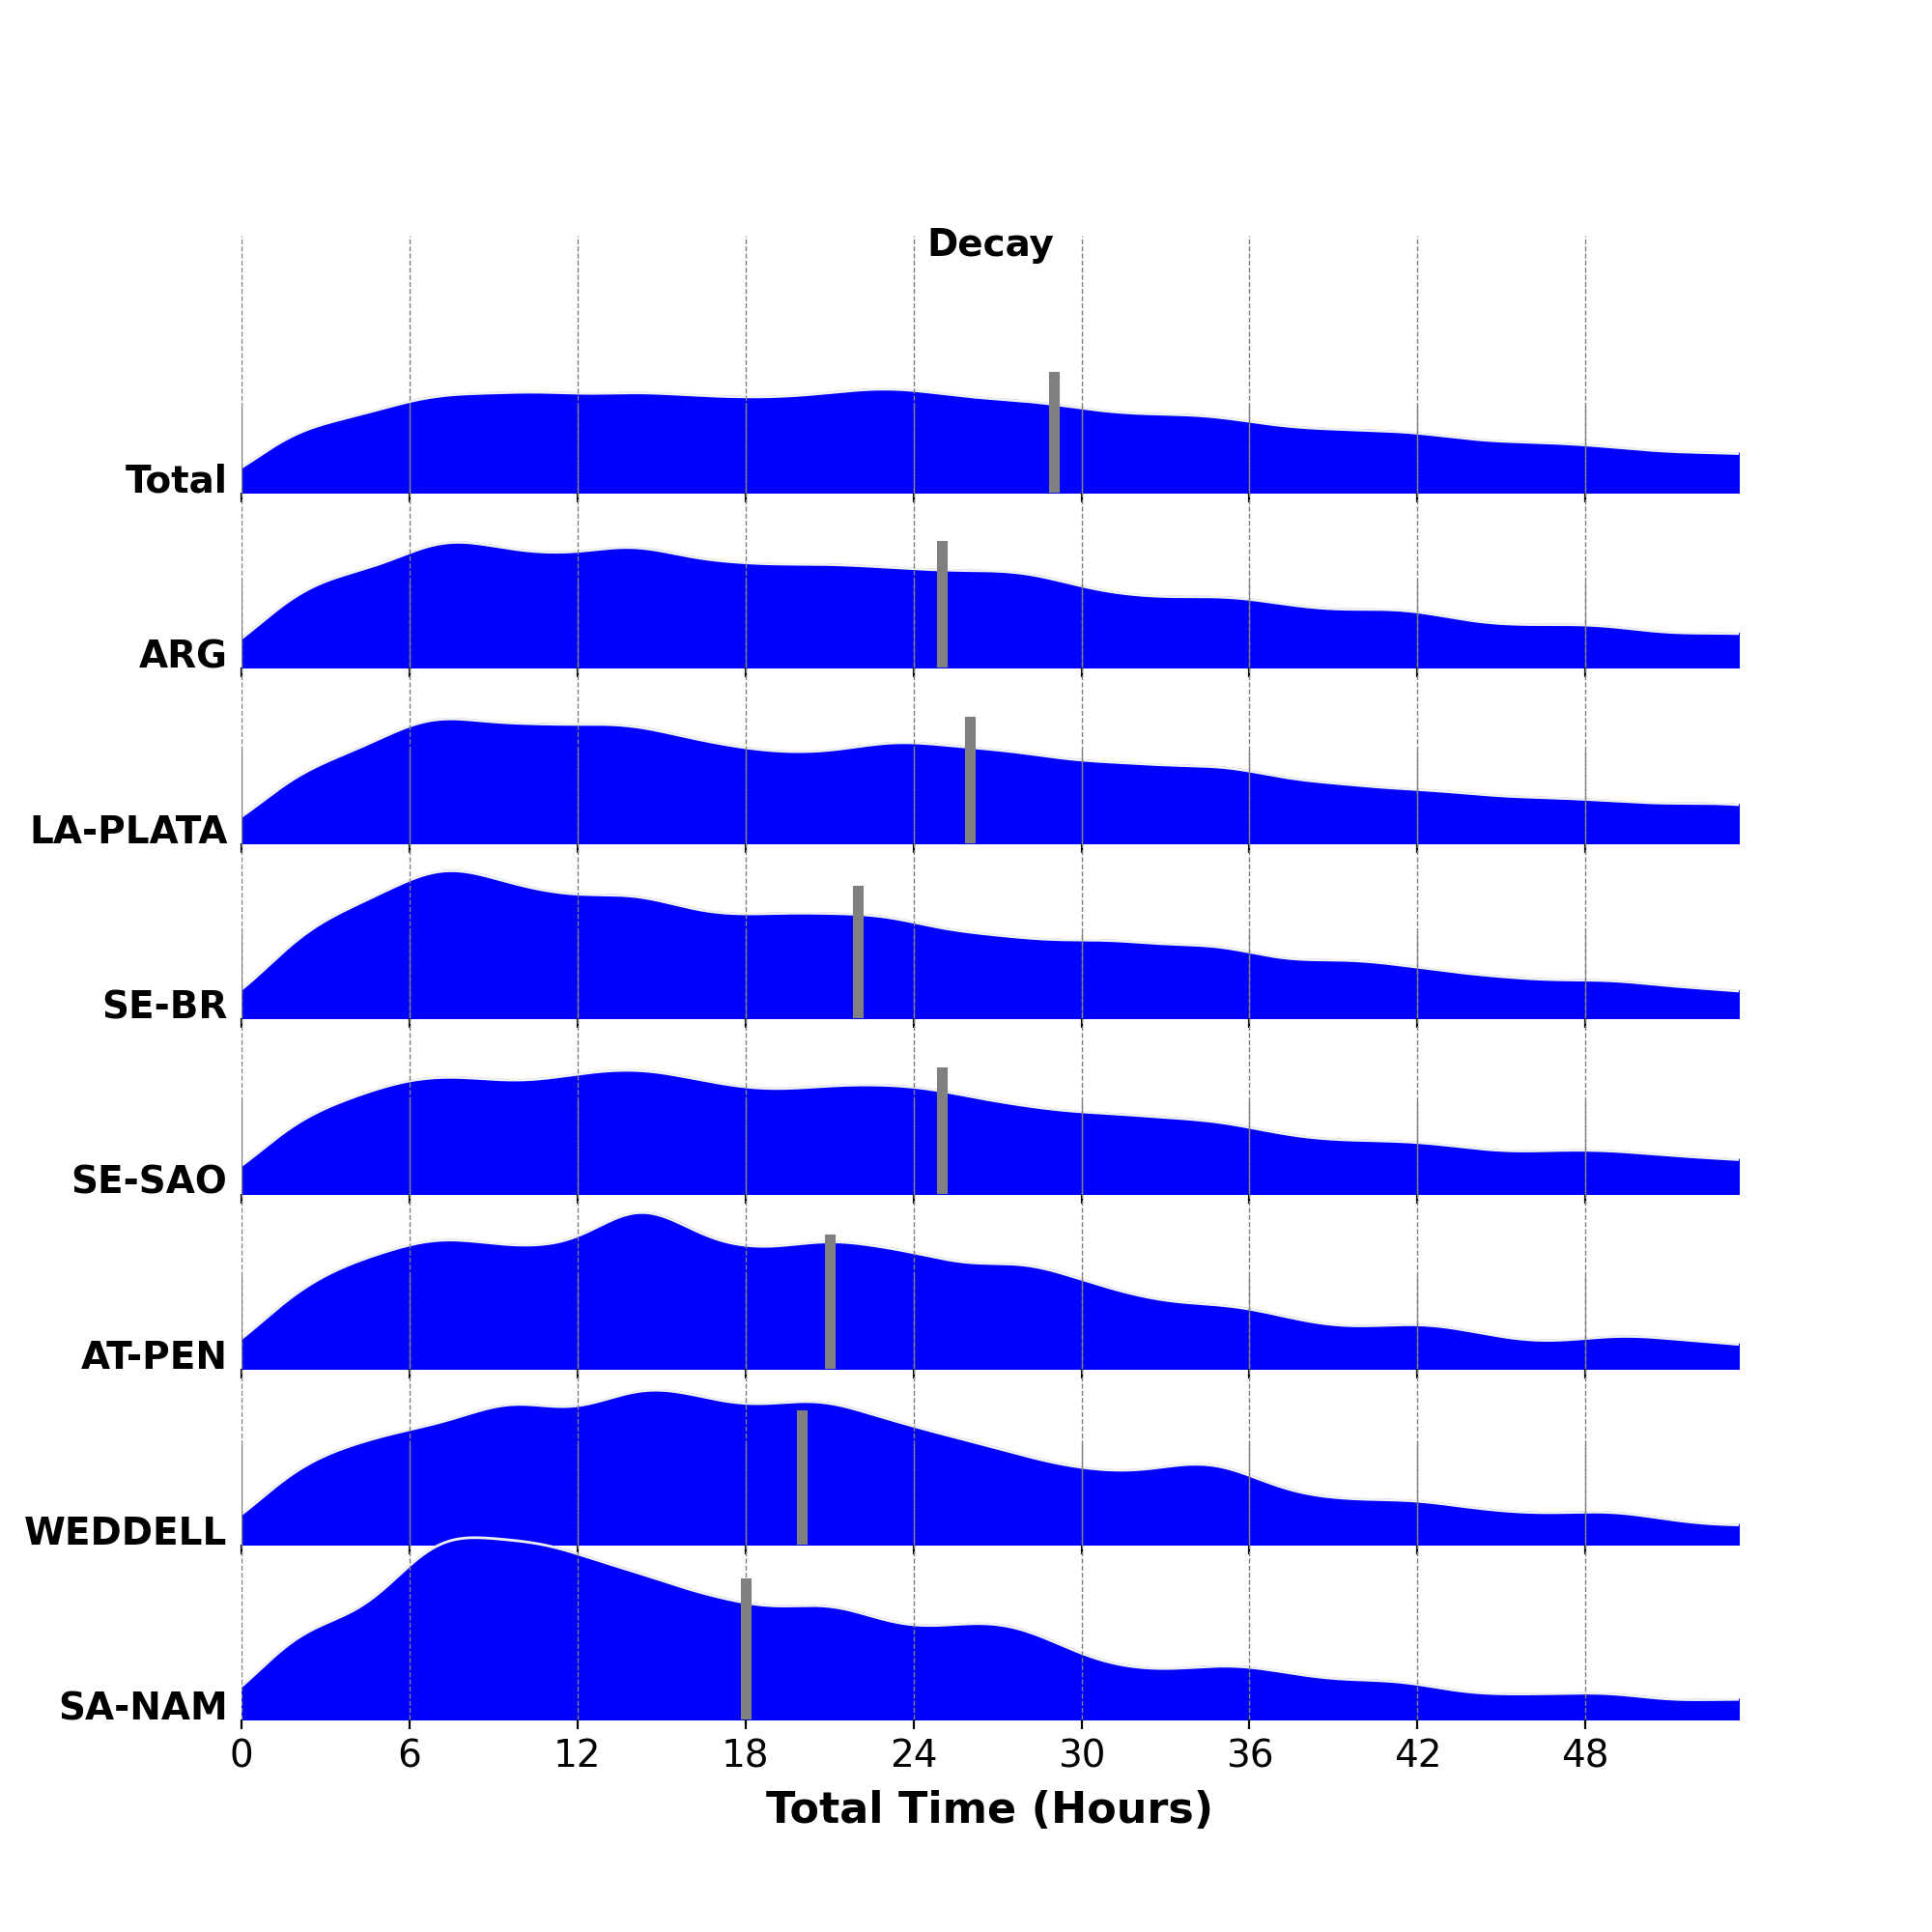 Decay
Total
ARG
LA-PLATA
SE-BR
SE-SAO
AT-PEN
WEDDELL
SA-NAM
0 6 12 18 24 30 36 42 48
Total Time (Hours)